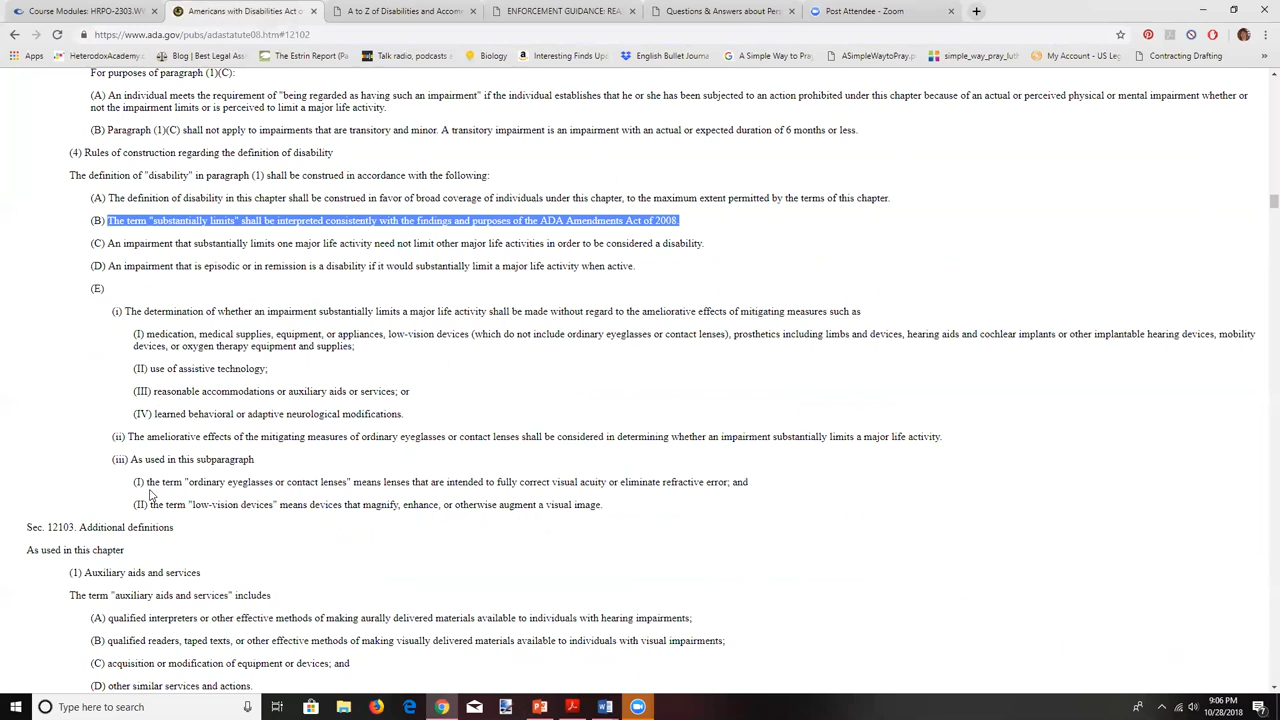 Course Modules: HRPO-2303.WV
Americans with Disabilities Act o
A to Z of Disabilities and Accom
ENFORCEMENT GUIDANCE: REA
Questions & Answers about Pers
Post Attendee - Zoom
https://www.ada.gov/pubs/adastatute08.htm#12102
Apps
HeterodoxAcademy.
Blog | Best Legal Assi
The Estrin Report (Pa
Talk radio, podcasts a
Biology
Interesting Finds Upd
English Bullet Journa
A Simple Way to Pray
ASimpleWaytoPray.p
simple_way_pray_luth
My Account - US Leg
Contracting Drafting
For purposes of paragraph (1)(C):
(A) An individual meets the requirement of "being regarded as having such an impairment" if the individual establishes that he or she has been subjected to an action prohibited under this chapter because of an actual or perceived physical or mental impairment whether or
not the impairment limits or is perceived to limit a major life activity.
(B) Paragraph (1)(C) shall not apply to impairments that are transitory and minor. A transitory impairment is an impairment with an actual or expected duration of 6 months or less.
(4) Rules of construction regarding the definition of disability
The definition of "disability" in paragraph (1) shall be construed in accordance with the following:
(A) The definition of disability in this chapter shall be construed in favor of broad coverage of individuals under this chapter, to the maximum extent permitted by the terms of this chapter.
(B) The term "substantially limits" shall be interpreted consistently with the findings and purposes of the ADA Amendments Act of 2008.
(C) An impairment that substantially limits one major life activity need not limit other major life activities in order to be considered a disability.
(D) An impairment that is episodic or in remission is a disability if it would substantially limit a major life activity when active.
(E)
(i) The determination of whether an impairment substantially limits a major life activity shall be made without regard to the ameliorative effects of mitigating measures such as
(I) medication, medical supplies, equipment, or appliances, low-vision devices (which do not include ordinary eyeglasses or contact lenses), prosthetics including limbs and devices, hearing aids and cochlear implants or other implantable hearing devices, mobility
devices, or oxygen therapy equipment and supplies;
(II) use of assistive technology;
(III) reasonable accommodations or auxiliary aids or services; or
(IV) learned behavioral or adaptive neurological modifications.
(ii) The ameliorative effects of the mitigating measures of ordinary eyeglasses or contact lenses shall be considered in determining whether an impairment substantially limits a major life activity.
(iii) As used in this subparagraph
(I) the term "ordinary eyeglasses or contact lenses" means lenses that are intended to fully correct visual acuity or eliminate refractive error; and
(II) the term "low-vision devices" means devices that magnify, enhance, or otherwise augment a visual image.
Sec. 12103. Additional definitions
As used in this chapter
(1) Auxiliary aids and services
The term "auxiliary aids and services" includes
(A) qualified interpreters or other effective methods of making aurally delivered materials available to individuals with hearing impairments;
(B) qualified readers, taped texts, or other effective methods of making visually delivered materials available to individuals with visual impairments;
(C) acquisition or modification of equipment or devices; and
(D) other similar services and actions.
Type here to search
9:06 PM
10/28/2018